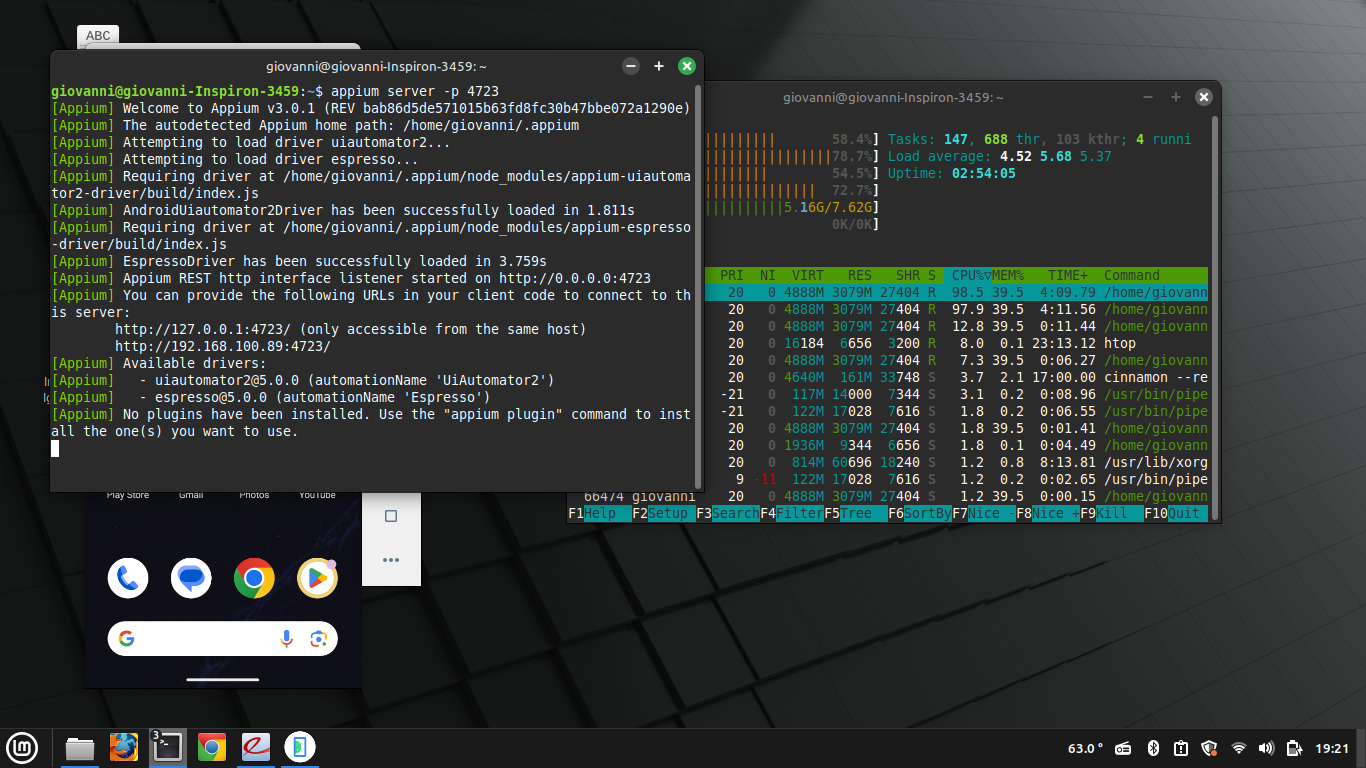 ABC
giovanni@giovanni-Inspiron-3459: ~
giovanni@giovanni-Inspiron-3459:~$ appium server -p 4723
[Appium] Welcome to Appium v3.0.1 (REV bab86d5de571015b63fd8fc30b47bbe072a1290e)
[Appium] The autodetected Appium home path: /home/giovanni/.appium
[Appium] Attempting to load driver uiautomator2...
[Appium] Attempting to load driver espresso...
[Appium] Requiring driver at /home/giovanni/.appium/node_modules/appium-uiautoma
tor2-driver/build/index.js
[Appium] AndroidUiautomator2Driver has been successfully loaded in 1.811s
[Appium] Requiring driver at /home/giovanni/.appium/node_modules/appium-espresso
-driver/build/index.js
[Appium] EspressoDriver has been successfully loaded in 3.759s
[Appium] Appium REST http interface listener started on http://0.0.0.0:4723
[Appium] You can provide the following URLs in your client code to connect to th
is server:
http://127.0.0.1:4723/ (only accessible from the same host)
http://192.168.100.89:4723/
[Appium] Available drivers:
[Appium]   - uiautomator2@5.0.0 (automationName 'UiAutomator2')
[Appium]   - espresso@5.0.0 (automationName 'Espresso')
[Appium] No plugins have been installed. Use the "appium plugin" command to inst
all the one(s) you want to use.
giovanni@giovanni-Inspiron-3459: ~
||||||||| 58.4%] Tasks: 147, 688 thr, 103 kthr; 4 runni
||||||||||||||||78.7%] Load average: 4.52 5.68 5.37
|||||||| 54.5%] Uptime: 02:54:05
|||||||||||||| 72.7%]
||||||||||5.16G/7.62G]
0K/0K]
PRI NI VIRT RES SHR S CPU%▽MEM% TIME+ Command
20 0 4888M 3079M 27404 R 98.5 39.5 4:09.79 /home/giovann
20 0 4888M 3079M 27404 R 97.9 39.5 4:11.56 /home/giovann
20 0 4888M 3079M 27404 R 12.8 39.5 0:11.44 /home/giovann
20 0 16184 6656 3200 R 8.0 0.1 23:13.12 htop
20 0 4888M 3079M 27404 R 7.3 39.5 0:06.27 /home/giovann
20 0 4640M 161M 33748 S 3.7 2.1 17:00.00 cinnamon --re
-21 0 117M 14000 7344 S 3.1 0.2 0:08.96 /usr/bin/pipe
-21 0 122M 17028 7616 S 1.8 0.2 0:06.55 /usr/bin/pipe
20 0 4888M 3079M 27404 S 1.8 39.5 0:01.41 /home/giovann
20 0 1936M 9344 6656 S 1.8 0.1 0:04.49 /home/giovann
20 0 814M 60696 18240 S 1.2 0.8 8:13.81 /usr/lib/xorg
9 -11 122M 17028 7616 S 1.2 0.2 0:02.65 /usr/bin/pipe
66474 giovanni 20 0 4888M 3079M 27404 S 1.2 39.5 0:00.15 /home/giovann
F1Help F2Setup F3SearchF4FilterF5Tree F6SortByF7Nice -F8Nice +F9Kill F10Quit
Play Store Gmail Photos YouTube
3
63.0 °
19:21